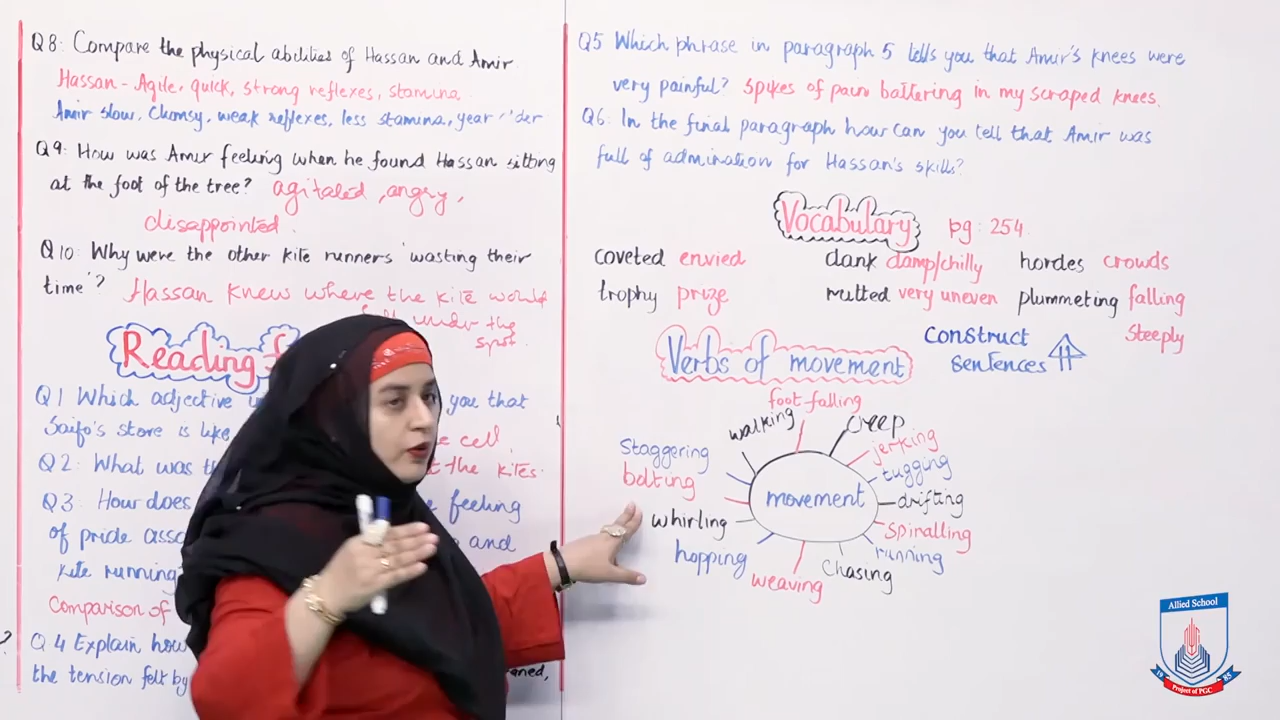 Q8: Compare the physical abilities of Hassan and Amir.
Hassan - Agile, quick, strong reflexes, stamina.
Amir slow, Clumsy, weak reflexes, less stamina, year
Q9: How was Amir feeling when he found Hassan sitting
at the foot of the tree? agitated, angry,
disappointed.
Q10: Why were the other kite runners 'wasting their
time'? Hassan knew where the kite would
under the
spot.
Reading f
Q1 Which adjective you that
Saifo's store is like cell
Q2: What was the kites.
Q3 How does feeling
of pride and
kite running
Comparison of
? Q4 Explain how
the tension felt by
Q5 Which phrase in paragraph 5 tells you that Amir's knees were
very painful? spikes of pain battering in my scraped knees.
Q6: In the final paragraph how can you tell that Amir was
full of admiration for Hassan's skills?
Vocabulary pg: 254
coveted envied dank damp/chilly hordes crowds
trophy prize rutted very uneven plummeting falling
steeply
Construct
sentences
Verbs of movement
foot-falling
walking
creep
jerking
Staggering
tugging
bolting
movement
drifting
whirling
spiralling
hopping
running
weaving
chasing
Allied School
19 85
Project of PGC